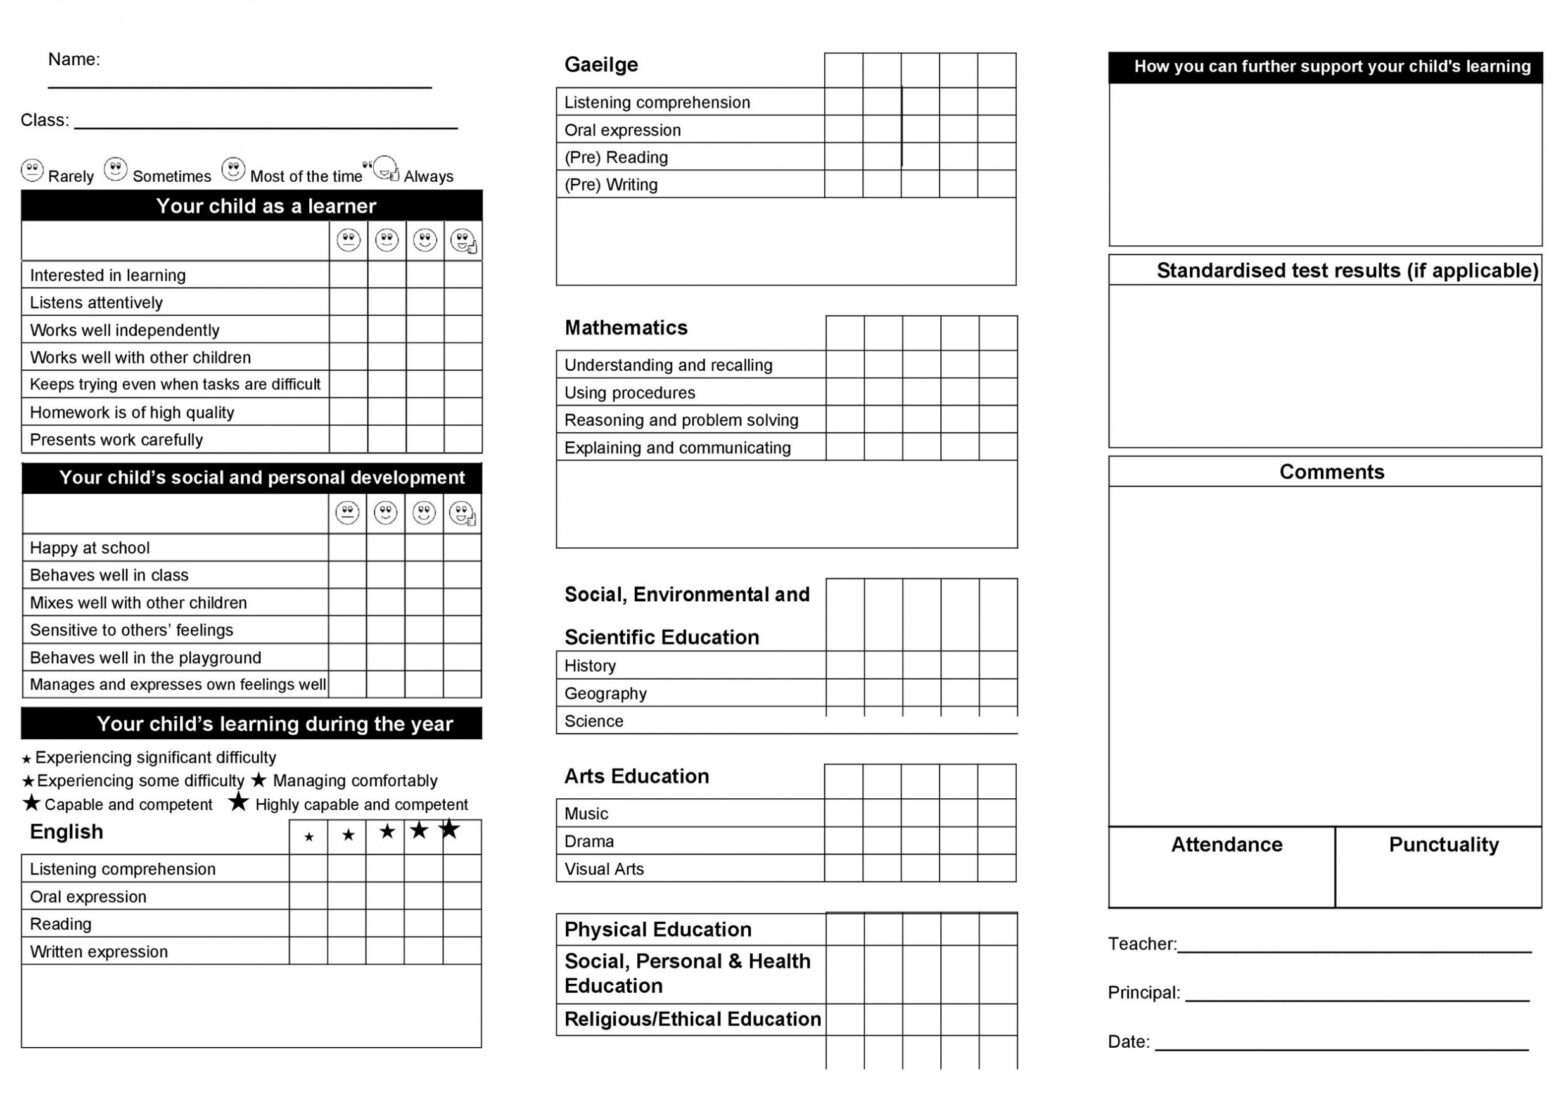 Name:
Class:
Rarely Sometimes Most of the time Always
Your child as a learner
Interested in learning
Listens attentively
Works well independently
Works well with other children
Keeps trying even when tasks are difficult
Homework is of high quality
Presents work carefully
Your child's social and personal development
Happy at school
Behaves well in class
Mixes well with other children
Sensitive to others' feelings
Behaves well in the playground
Manages and expresses own feelings well
Your child's learning during the year
★ Experiencing significant difficulty
★ Experiencing some difficulty ★ Managing comfortably
★ Capable and competent ★ Highly capable and competent
English ★ ★ ★ ★ ★
Listening comprehension
Oral expression
Reading
Written expression
Gaeilge
Listening comprehension
Oral expression
(Pre) Reading
(Pre) Writing
Mathematics
Understanding and recalling
Using procedures
Reasoning and problem solving
Explaining and communicating
Social, Environmental and
Scientific Education
History
Geography
Science
Arts Education
Music
Drama
Visual Arts
Physical Education
Social, Personal & Health
Education
Religious/Ethical Education
How you can further support your child's learning
Standardised test results (if applicable)
Comments
Attendance Punctuality
Teacher:
Principal:
Date: